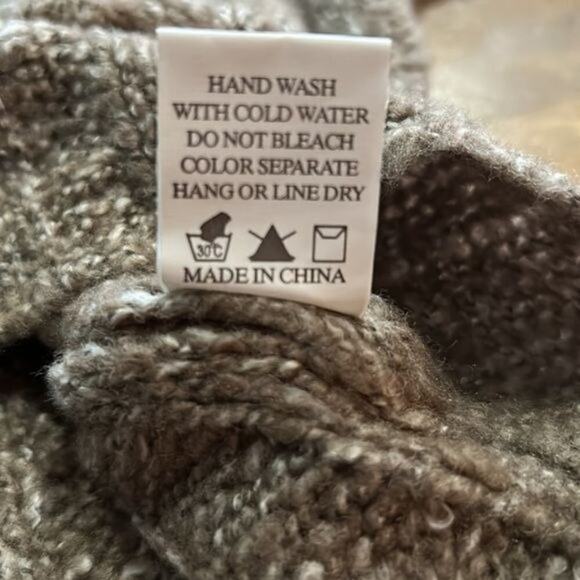 HAND WASH
WITH COLD WATER
DO NOT BLEACH
COLOR SEPARATE
HANG OR LINE DRY
30°C
MADE IN CHINA